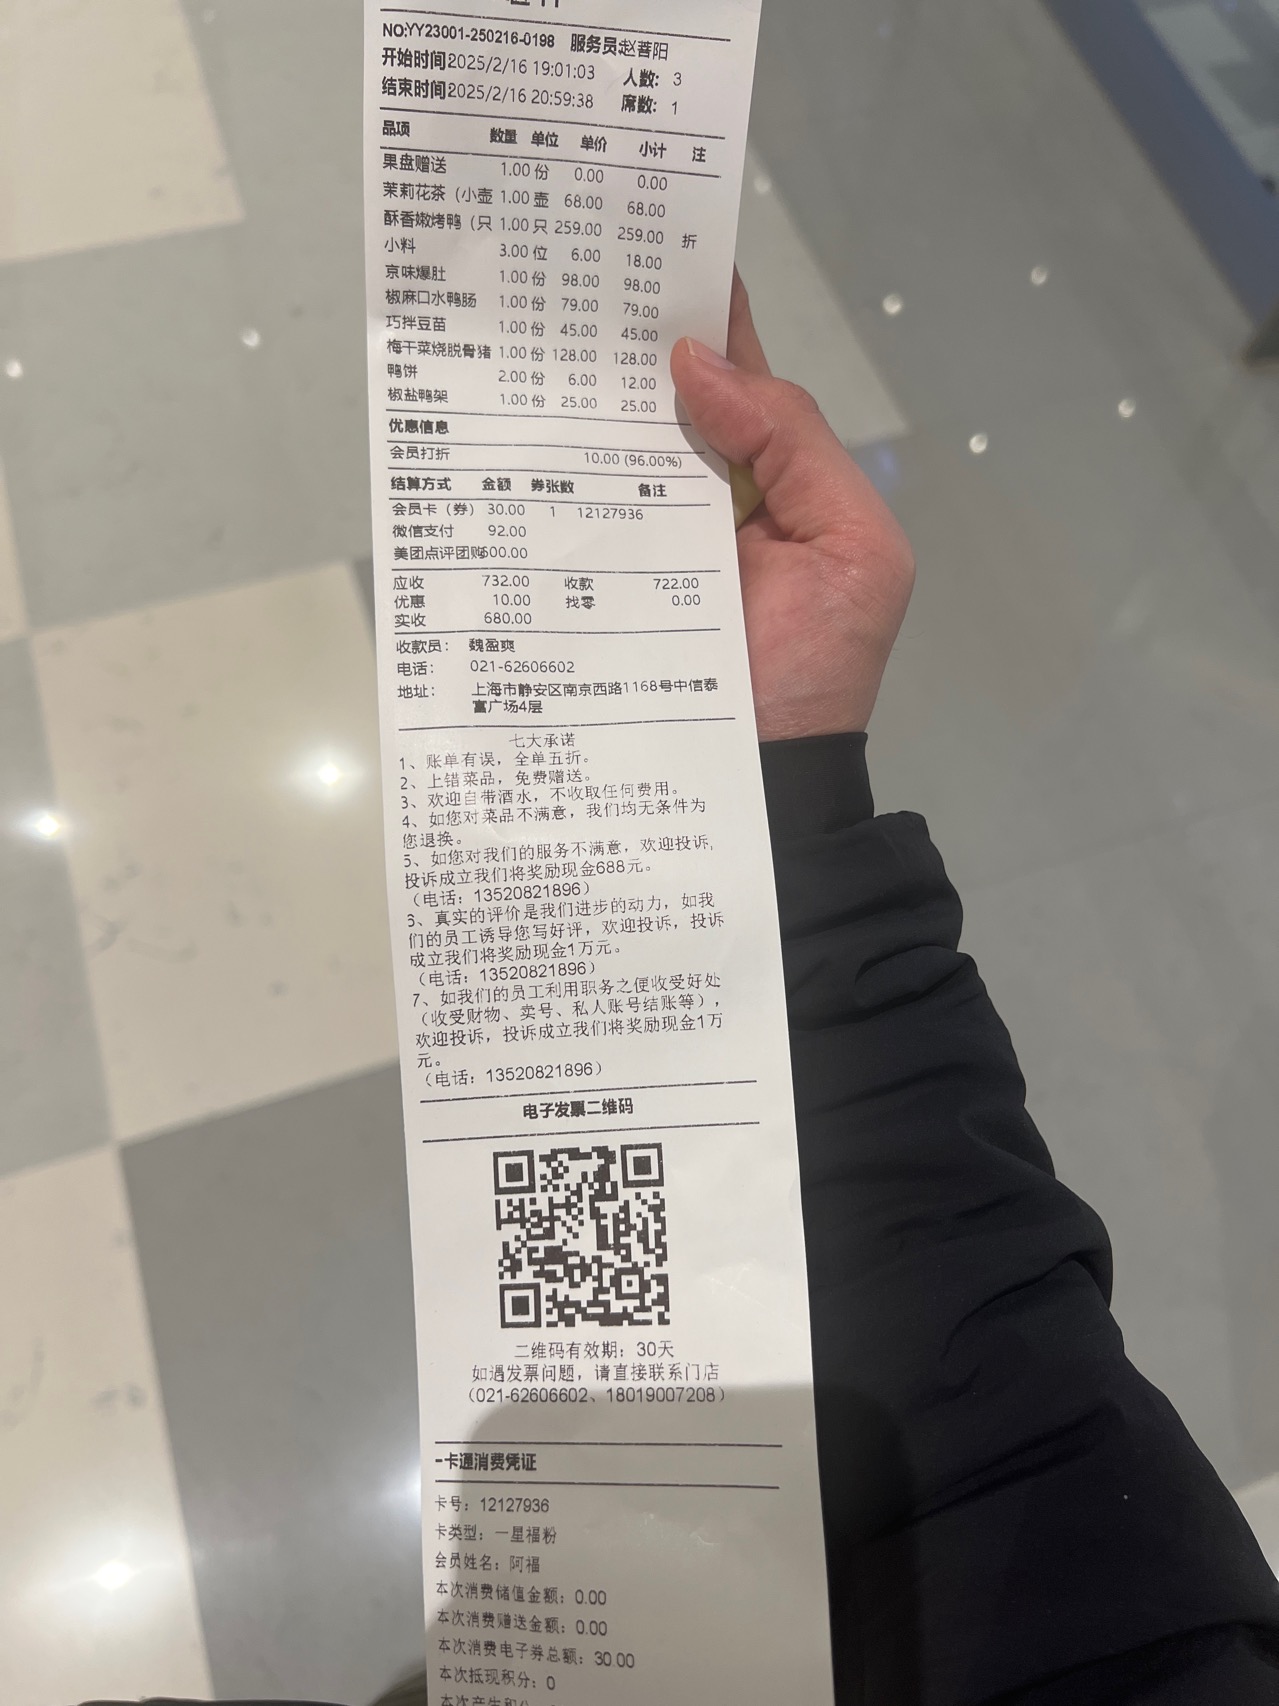 NO:YY23001-250216-0198 服务员:赵菩阳
开始时间2025/2/16 19:01:03 人数: 3
结束时间2025/2/16 20:59:38 席数: 1
品项 数量 单位 单价 小计 注
果盘赠送 1.00 份 0.00 0.00
茉莉花茶（小壶 1.00 壶 68.00 68.00
酥香嫩烤鸭（只 1.00 只 259.00 259.00 折
小料 3.00 位 6.00 18.00
京味爆肚 1.00 份 98.00 98.00
椒麻口水鸭肠 1.00 份 79.00 79.00
巧拌豆苗 1.00 份 45.00 45.00
梅干菜烧脱骨猪 1.00 份 128.00 128.00
鸭饼 2.00 份 6.00 12.00
椒盐鸭架 1.00 份 25.00 25.00
优惠信息
会员打折 10.00 (96.00%)
结算方式 金额 券张数 备注
会员卡（券） 30.00 1 12127936
微信支付 92.00
美团点评团购600.00
应收 732.00 收款 722.00
优惠 10.00 找零 0.00
实收 680.00
收款员： 魏盈爽
电话： 021-62606602
地址： 上海市静安区南京西路1168号中信泰
富广场4层
七大承诺
1、账单有误，全单五折。
2、上错菜品，免费赠送。
3、欢迎自带酒水，不收取任何费用。
4、如您对菜品不满意，我们均无条件为
您退换。
5、如您对我们的服务不满意，欢迎投诉，
投诉成立我们将奖励现金688元。
（电话：13520821896）
6、真实的评价是我们进步的动力，如我
们的员工诱导您写好评，欢迎投诉，投诉
成立我们将奖励现金1万元。
（电话：13520821896）
7、如我们的员工利用职务之便收受好处
（收受财物、卖号、私人账号结账等），
欢迎投诉，投诉成立我们将奖励现金1万
元。
（电话：13520821896）
电子发票二维码
二维码有效期：30天
如遇发票问题，请直接联系门店
（021-62606602、18019007208）
一卡通消费凭证
卡号：12127936
卡类型：一星福粉
会员姓名：阿福
本次消费储值金额：0.00
本次消费赠送金额：0.00
本次消费电子券总额：30.00
本次抵现积分：0